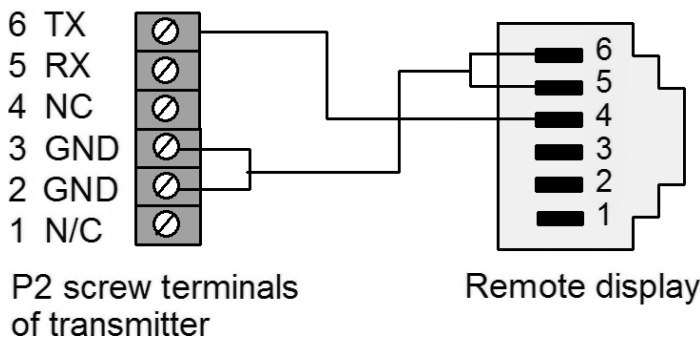 6 TX
5 RX
4 NC
3 GND
2 GND
1 N/C
6
5
4
3
2
1
P2 screw terminals
of transmitter
Remote display